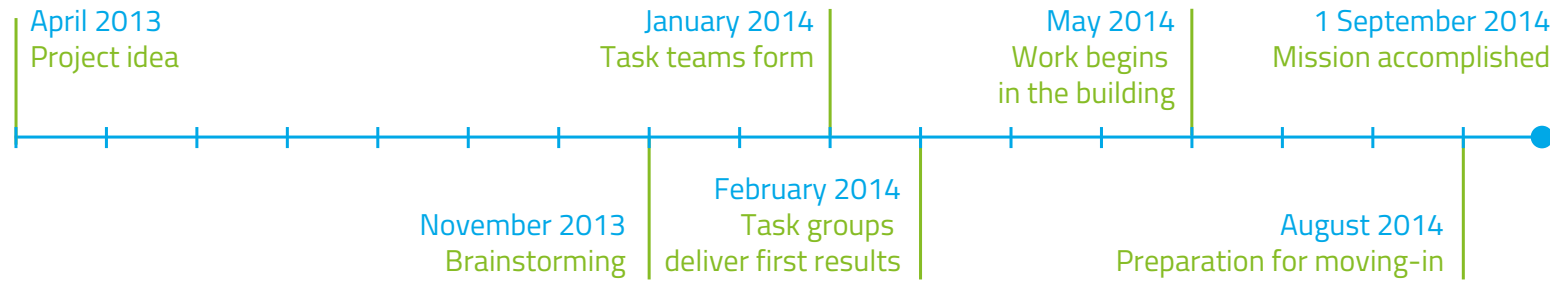 April 2013
Project idea
November 2013
Brainstorming
January 2014
Task teams form
February 2014
Task groups
deliver first results
May 2014
Work begins
in the building
August 2014
Preparation for moving-in
1 September 2014
Mission accomplished